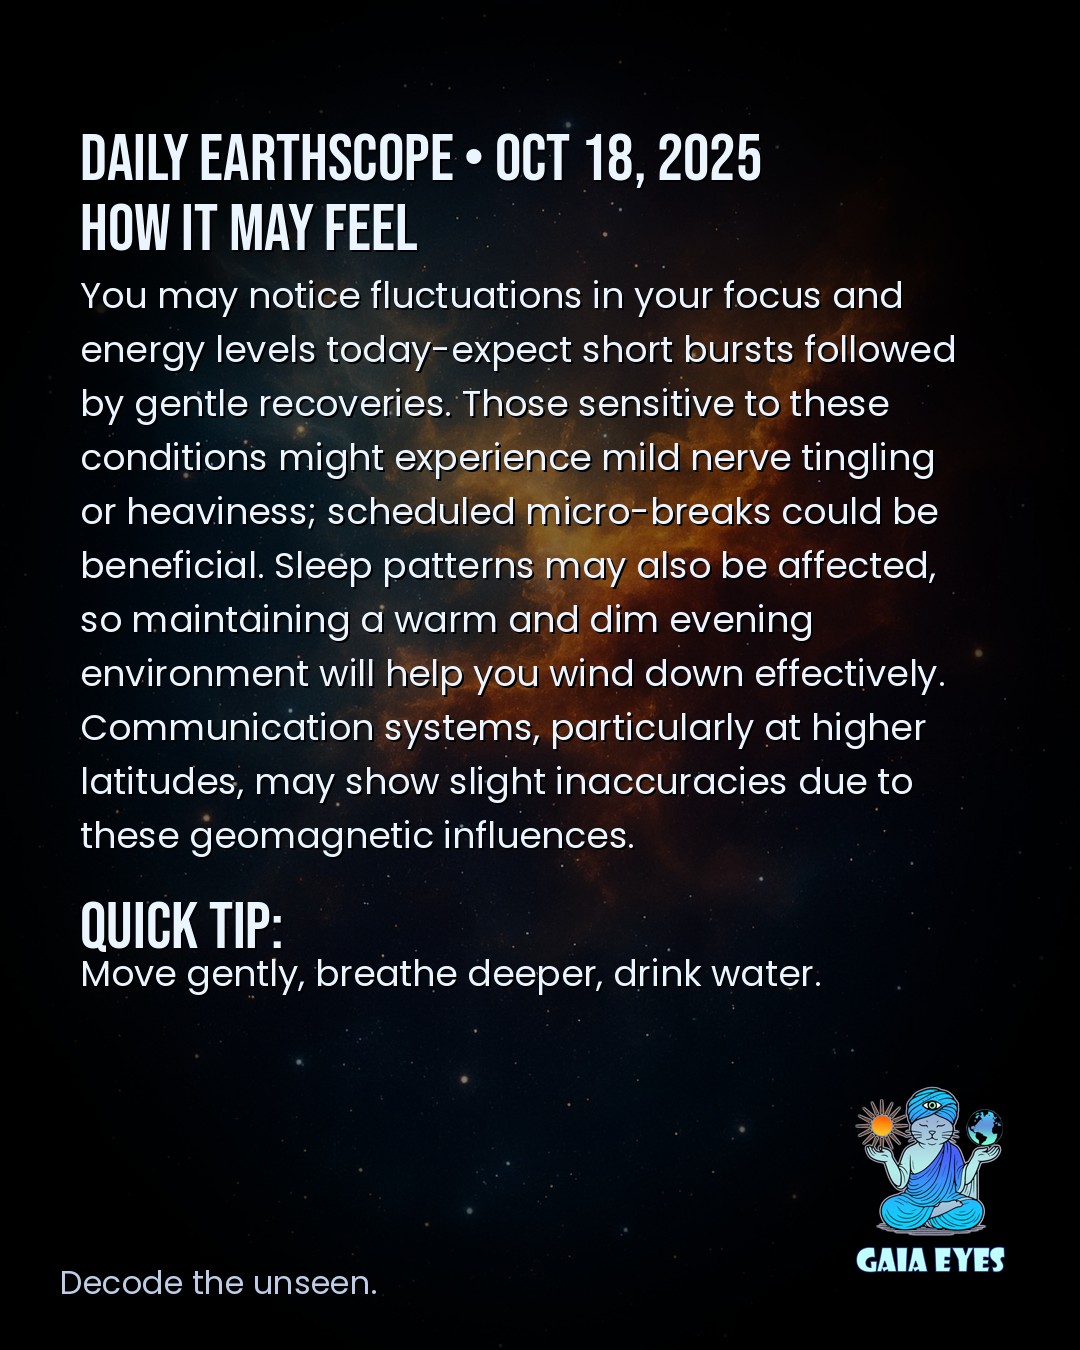 DAILY EARTHSCOPE • OCT 18, 2025
HOW IT MAY FEEL
You may notice fluctuations in your focus and
energy levels today-expect short bursts followed
by gentle recoveries. Those sensitive to these
conditions might experience mild nerve tingling
or heaviness; scheduled micro-breaks could be
beneficial. Sleep patterns may also be affected,
so maintaining a warm and dim evening
environment will help you wind down effectively.
Communication systems, particularly at higher
latitudes, may show slight inaccuracies due to
these geomagnetic influences.
QUICK TIP:
Move gently, breathe deeper, drink water.
GAIA EYES
Decode the unseen.